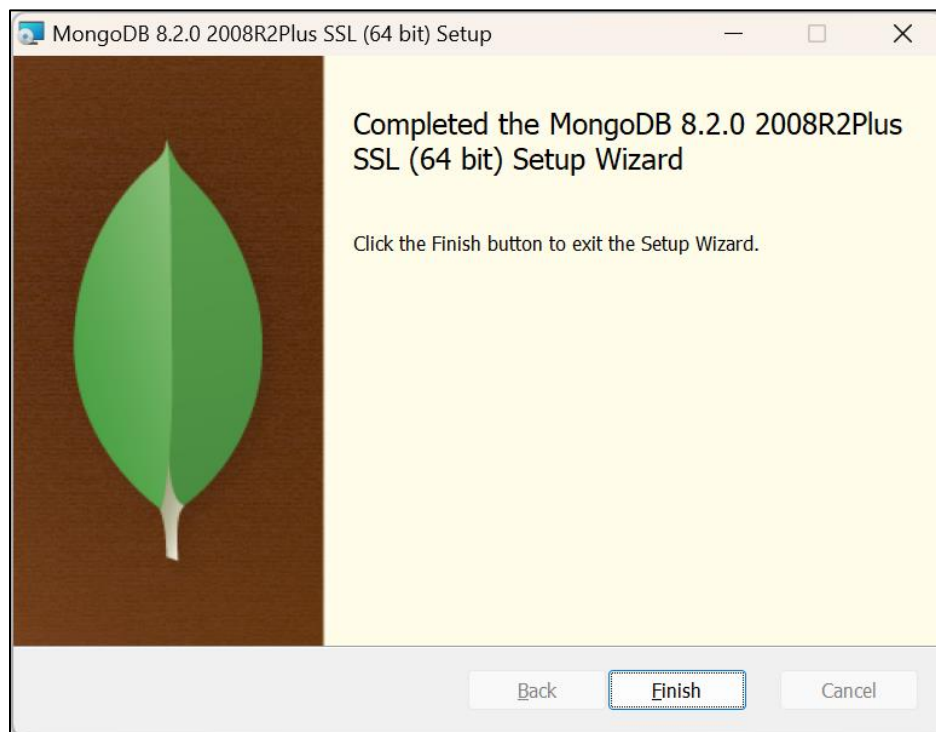 MongoDB 8.2.0 2008R2Plus SSL (64 bit) Setup
Completed the MongoDB 8.2.0 2008R2Plus
SSL (64 bit) Setup Wizard
Click the Finish button to exit the Setup Wizard.
Back Finish Cancel